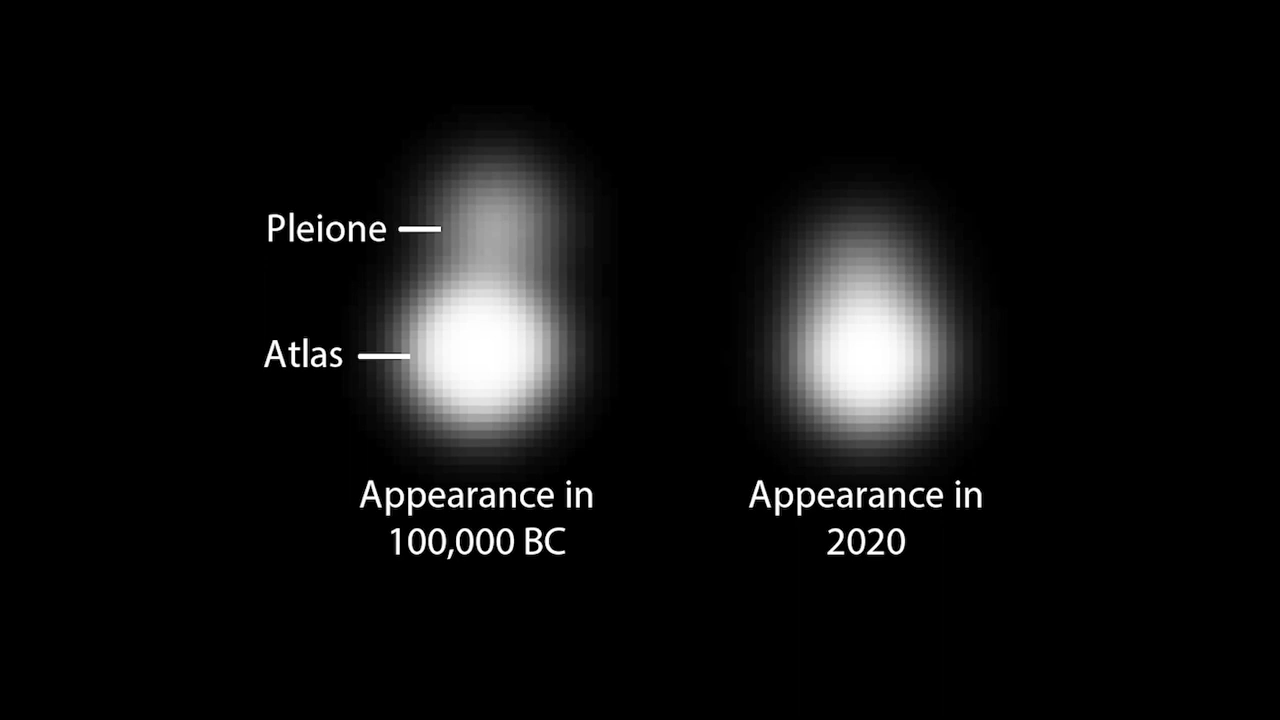 Pleione
Atlas
Appearance in
100,000 BC
Appearance in
2020